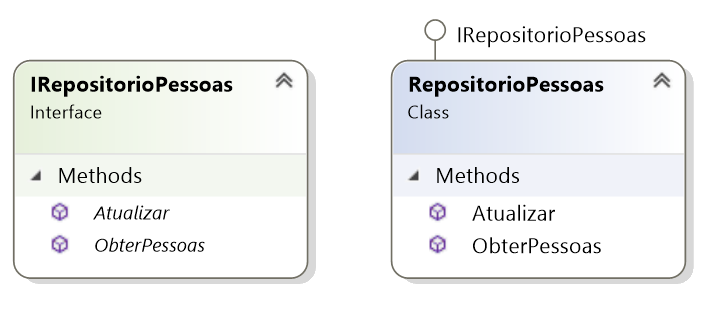 IRepositorioPessoas
Interface
Methods
Atualizar
ObterPessoas
IRepositorioPessoas
RepositorioPessoas
Class
Methods
Atualizar
ObterPessoas